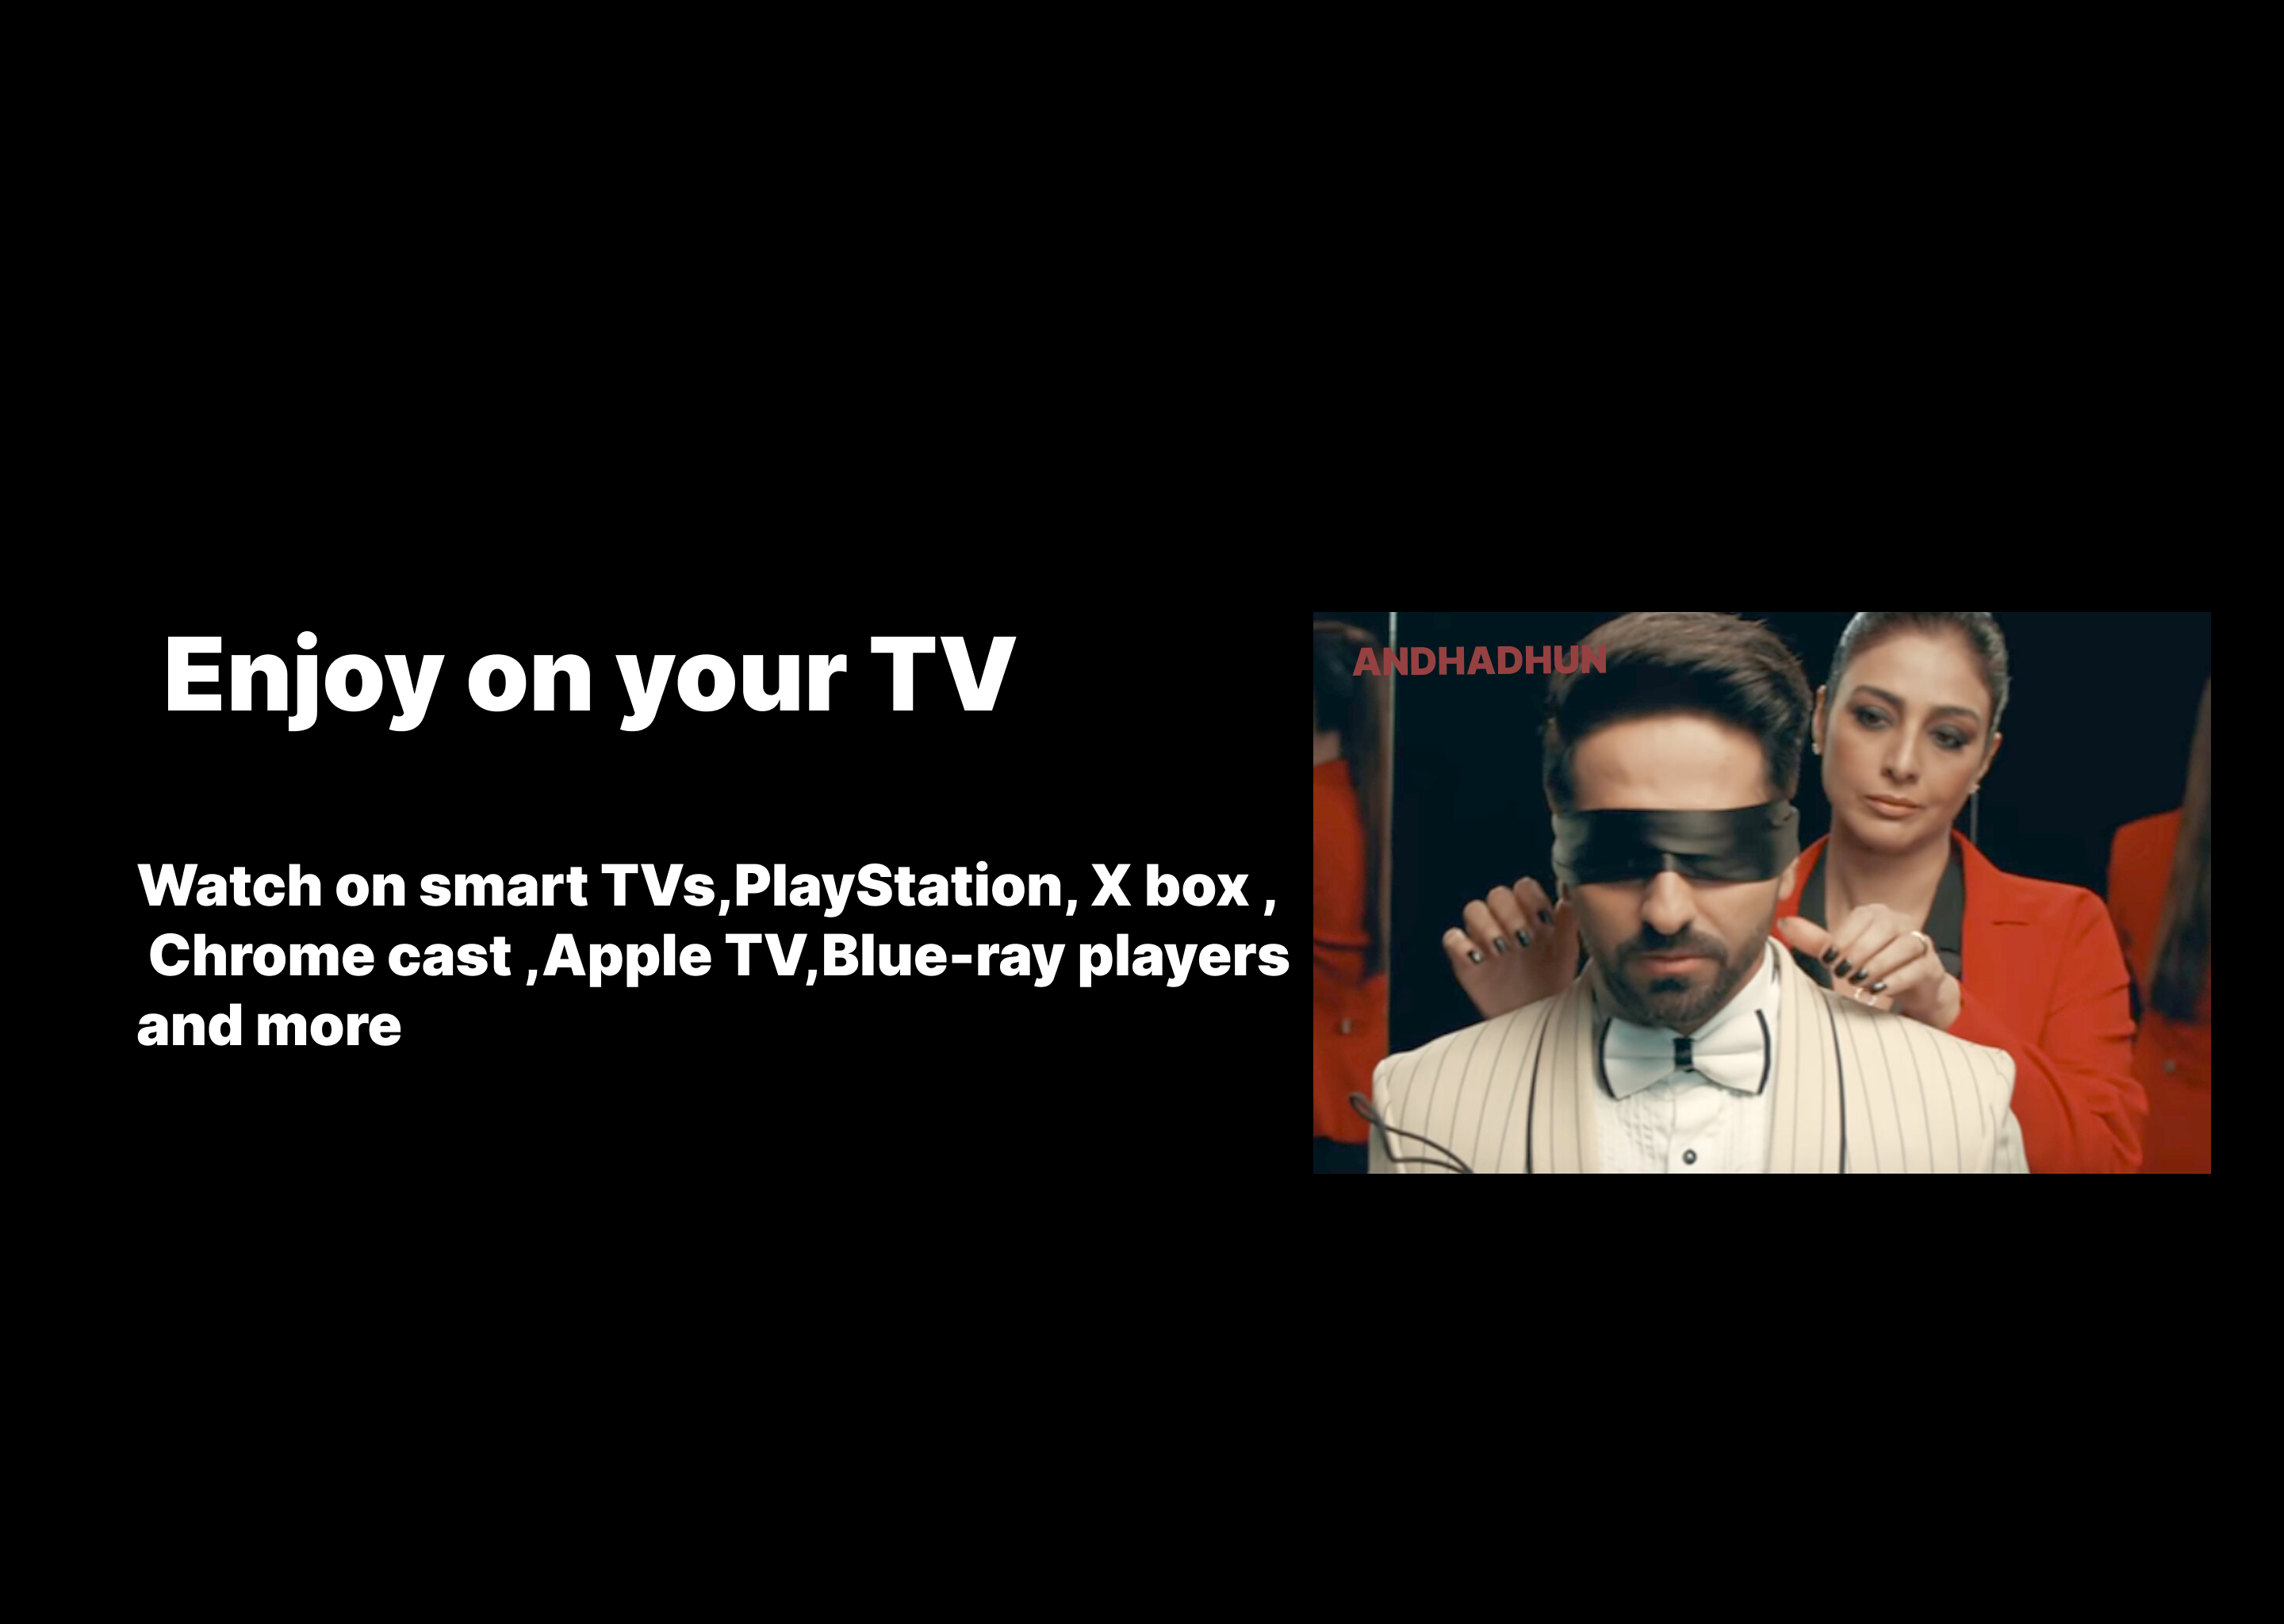 Enjoy on your TV
Watch on smart TVs,PlayStation, X box ,
Chrome cast ,Apple TV,Blue-ray players
and more
ANDHADHUN